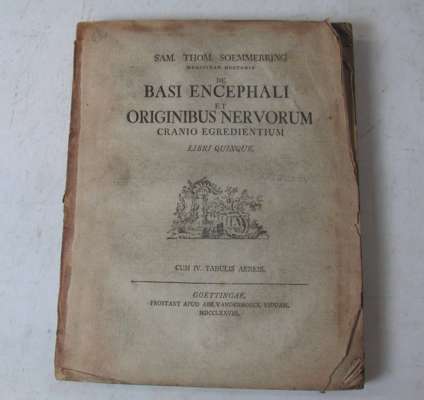 SAM. THOM. SOEMMERRING
MEDICINAE DOCTORIS
DE
BASI ENCEPHALI
ET
ORIGINIBUS NERVORUM
CRANIO EGREDIENTIUM
LIBRI QUINQUE.
CUM IV. TABULIS AENEIS.
GOETTINGAE,
PROSTANT APUD ABR. VANDENHOECK VIDUAM.
MDCCLXXVIII.